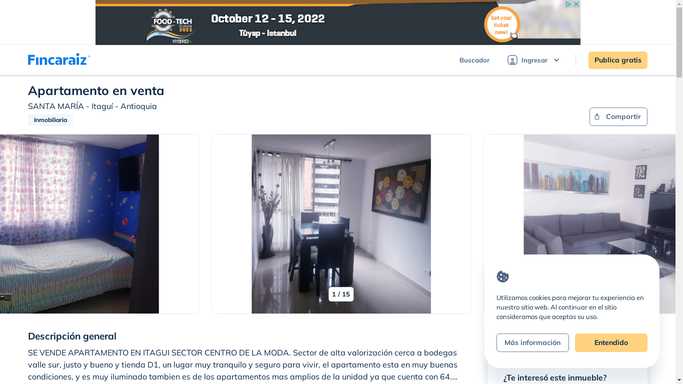 FOOD-TECH
October 12 - 15, 2022
Tüyap - Istanbul
Get your
ticket
now!
Fincaraíz
Buscador
Ingresar
Publica gratis
Apartamento en venta
SANTA MARÍA - Itagui - Antioquia
Inmobiliaria
Compartir
1 / 15
Utilizamos cookies para mejorar tu experiencia en
nuestro sitio web. Al continuar en el sitio
consideramos que aceptas su uso.
Más información
Entendido
Descripción general
SE VENDE APARTAMENTO EN ITAGUI SECTOR CENTRO DE LA MODA. Sector de alta valorización cerca a bodegas
valle sur, justo y bueno y tienda D1, un lugar muy tranquilo y seguro para vivir, el apartamento esta en muy buenas
condiciones, y es muy iluminado tambien es de los apartamentos mas amplios de la unidad ya que cuenta con 64....
¿Te interesó este inmueble?